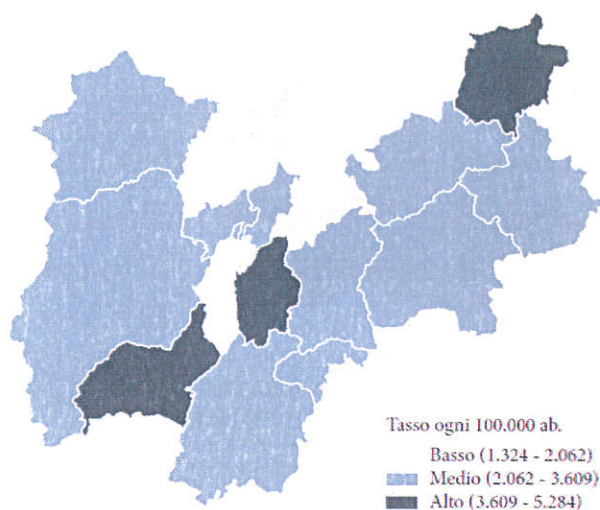 Tasso ogni 100.000 ab.
Basso (1.324 - 2.062)
Medio (2.062 - 3.609)
Alto (3.609 - 5.284)